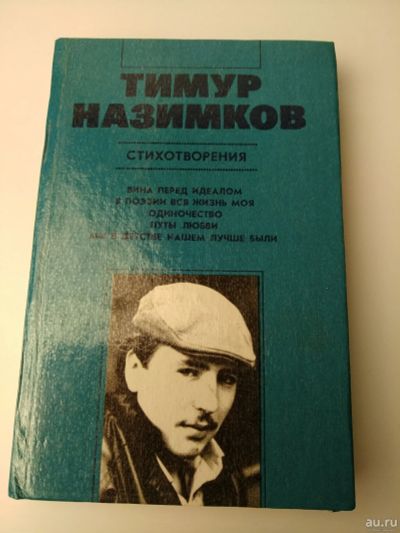 ТИМУР
НАЗИМКОВ
СТИХОТВОРЕНИЯ
ВИНА ПЕРЕД ИДЕАЛОМ
В ПОЭЗИИ ВСЯ ЖИЗНЬ МОЯ
ОДИНОЧЕСТВО
ПУТЫ ЛЮБВИ
МЫ В ДЕТСТВЕ НАШЕМ ЛУЧШЕ БЫЛИ
au.ru